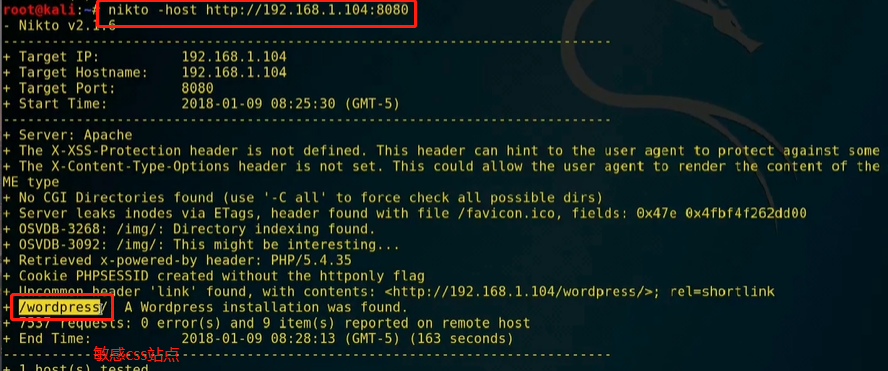 root@kali:~# nikto -host http://192.168.1.104:8080
- Nikto v2.1.6
---------------------------------------------------------------------------
+ Target IP:          192.168.1.104
+ Target Hostname:    192.168.1.104
+ Target Port:        8080
+ Start Time:         2018-01-09 08:25:30 (GMT-5)
---------------------------------------------------------------------------
+ Server: Apache
+ The X-XSS-Protection header is not defined. This header can hint to the user agent to protect against some
+ The X-Content-Type-Options header is not set. This could allow the user agent to render the content of the
ME type
+ No CGI Directories found (use '-C all' to force check all possible dirs)
+ Server leaks inodes via ETags, header found with file /favicon.ico, fields: 0x47e 0x4fbf4f262dd00
+ OSVDB-3268: /img/: Directory indexing found.
+ OSVDB-3092: /img/: This might be interesting...
+ Retrieved x-powered-by header: PHP/5.4.35
+ Cookie PHPSESSID created without the httponly flag
+ Uncommon header 'link' found, with contents: <http://192.168.1.104/wordpress/>; rel=shortlink
+ /wordpress/ A Wordpress installation was found.
+ 7537 requests: 0 error(s) and 9 item(s) reported on remote host
+ End Time:           2018-01-09 08:28:13 (GMT-5) (163 seconds)
---------------------------------------------------------------------------
敏感css站点
+ 1 host(s) tested